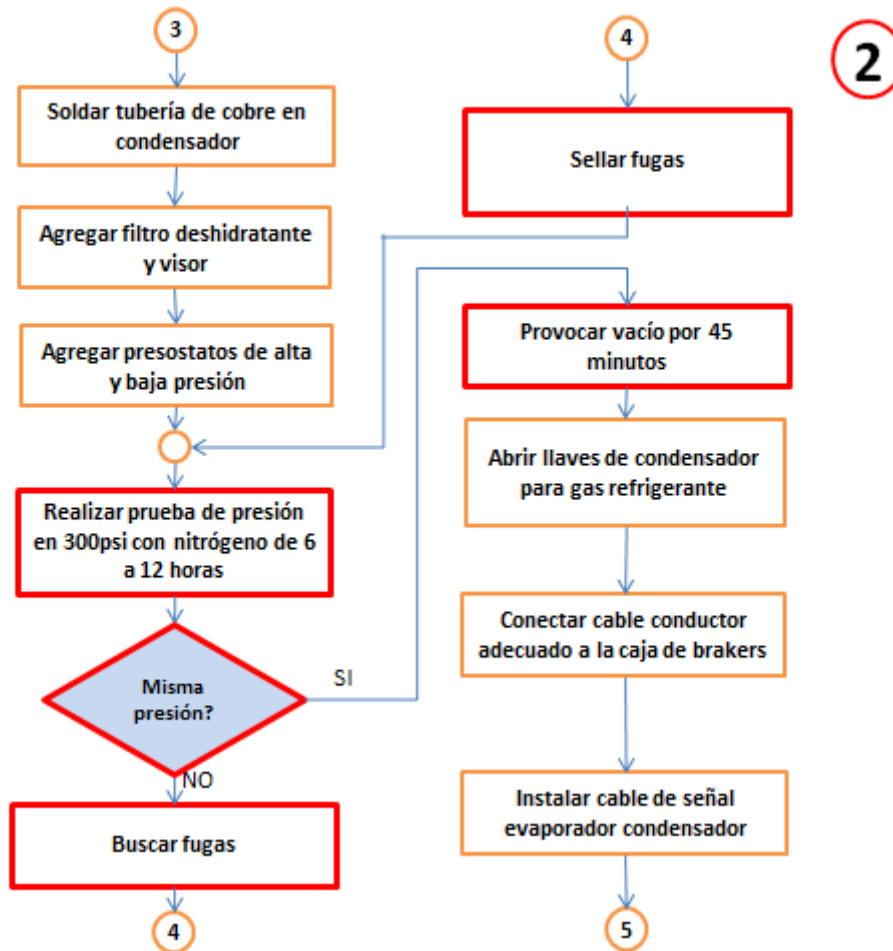 3
Soldar tubería de cobre en
condensador
Agregar filtro deshidratante
y visor
Agregar presostatos de alta
y baja presión
Realizar prueba de presión
en 300psi con nitrógeno de 6
a 12 horas
Misma
presión?
SI
NO
Buscar fugas
4
4
Sellar fugas
Provocar vacío por 45
minutos
Abrir llaves de condensador
para gas refrigerante
Conectar cable conductor
adecuado a la caja de brakers
Instalar cable de señal
evaporador condensador
5
2